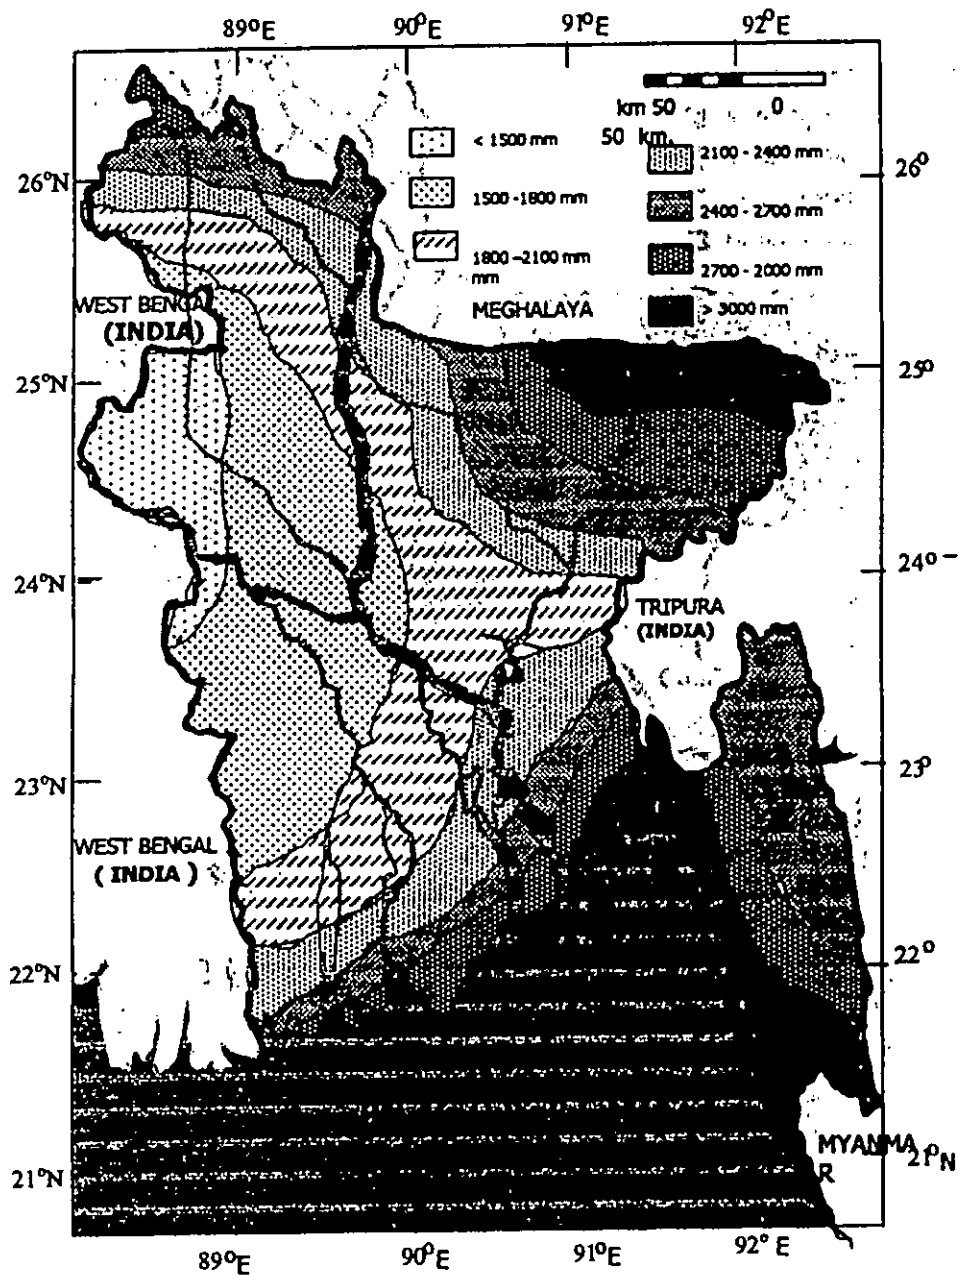 89°E 90°E 91°E 92°E
km 50 0
50 km.
< 1500 mm
1500 -1800 mm
1800 -2100 mm
mm
2100 - 2400 mm
2400 - 2700 mm
2700 - 2000 mm
> 3000 mm
MEGHALAYA
26°N
26°
WEST BENGA
(INDIA)
25°N
25°
24°N
24°
TRIPURA
(INDIA)
23°N
23°
WEST BENGAL
( INDIA )
22°N
22°
MYANMA
R
21°N
21°N
89°E 90°E 91°E 92°E